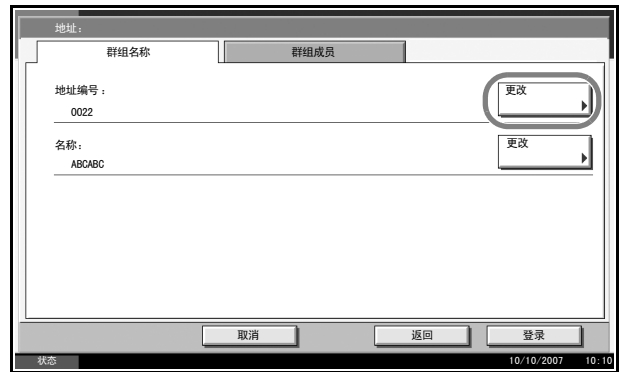 地址：
群组名称 群组成员
地址编号： 更改
0022
名称： 更改
ABCABC
取消 返回 登录
状态 10/10/2007 10:10